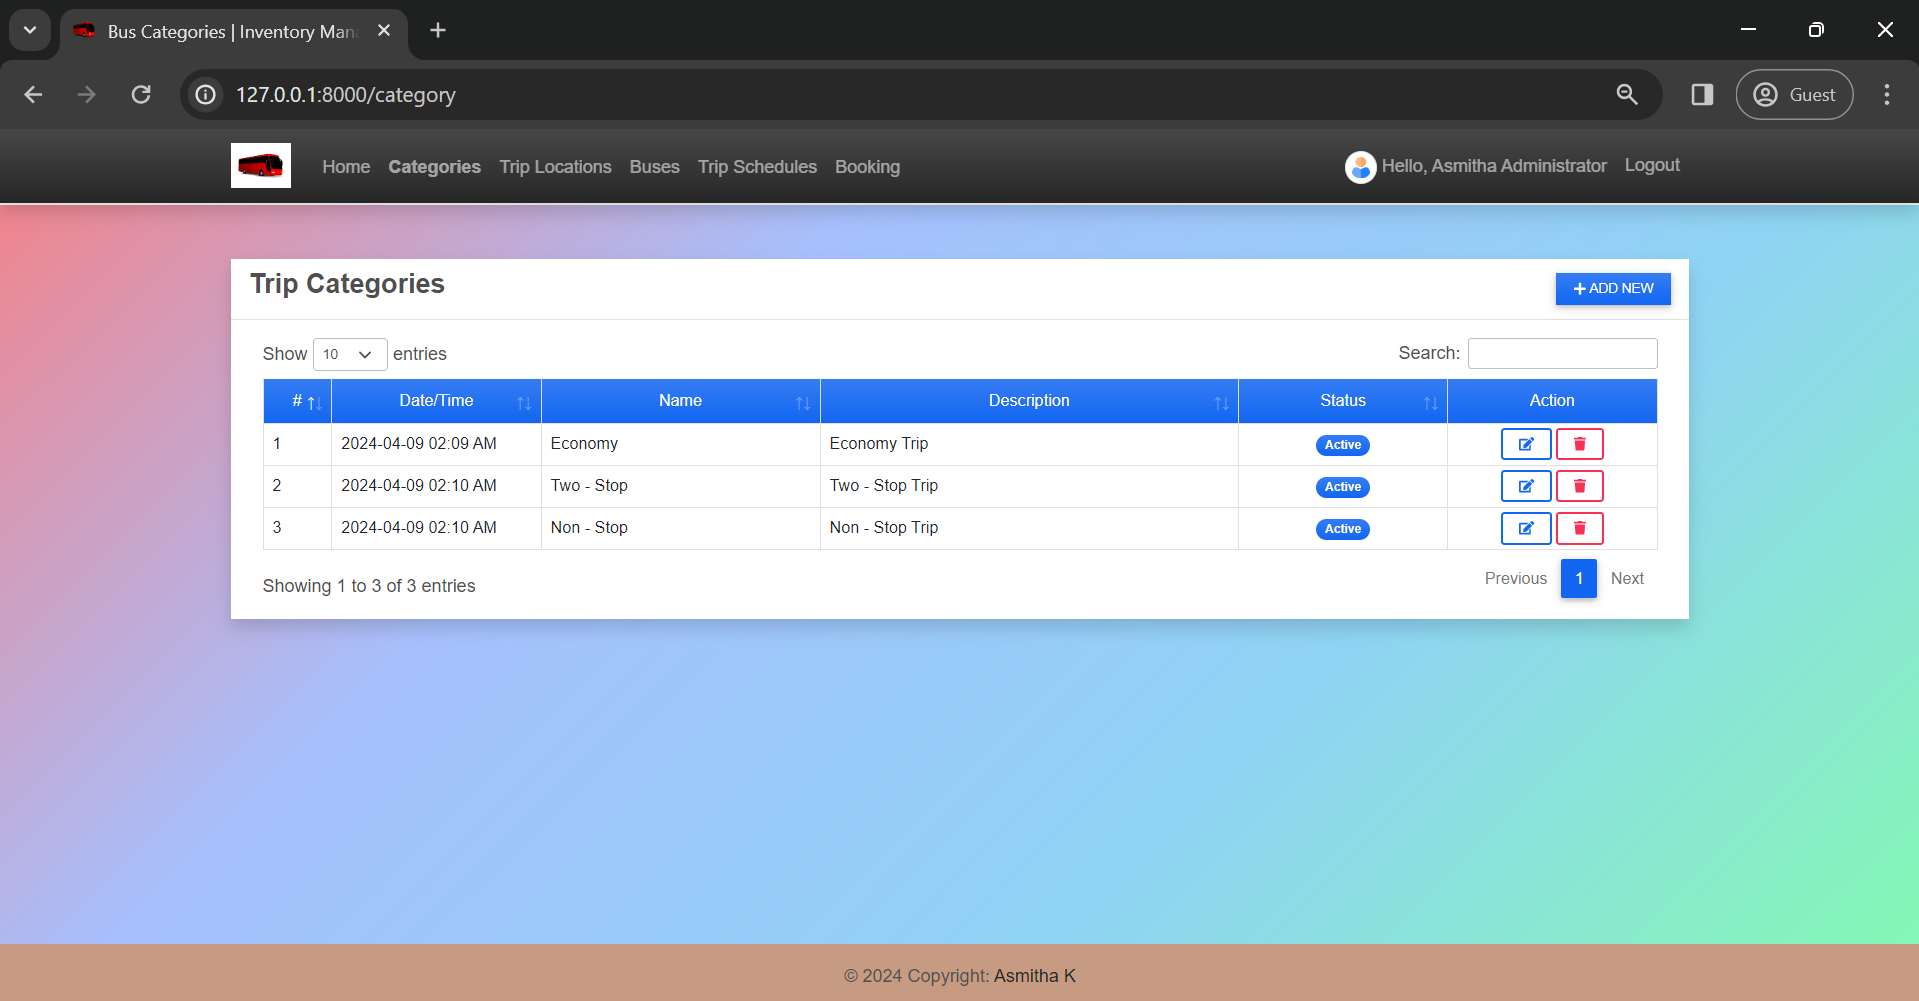 Bus Categories | Inventory Man
127.0.0.1:8000/category
Guest
Home Categories Trip Locations Buses Trip Schedules Booking
Hello, Asmitha Administrator Logout
Trip Categories
ADD NEW
Show 10 entries
Search:
# Date/Time Name Description Status Action
1 2024-04-09 02:09 AM Economy Economy Trip Active
2 2024-04-09 02:10 AM Two - Stop Two - Stop Trip Active
3 2024-04-09 02:10 AM Non - Stop Non - Stop Trip Active
Showing 1 to 3 of 3 entries
Previous 1 Next
© 2024 Copyright: Asmitha K